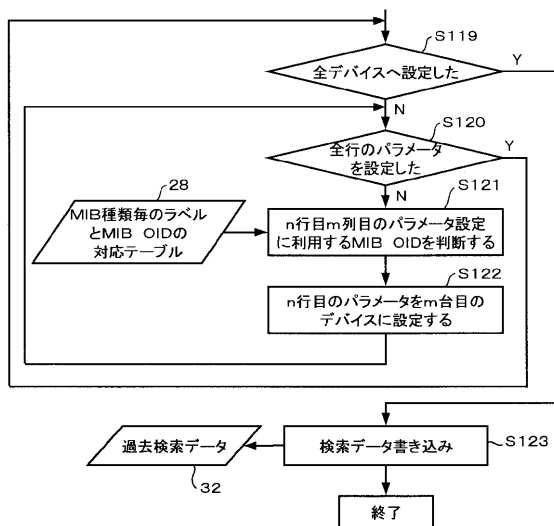 S119
全デバイスへ設定した
Y
N
S120
全行のパラメータ
を設定した
Y
N
28
MIB種類毎のラベル
とMIB OIDの
対応テーブル
S121
n行目m列目のパラメータ設定
に利用するMIB OIDを判断する
S122
n行目のパラメータをm台目の
デバイスに設定する
過去検索データ
32
検索データ書き込み
S123
終了